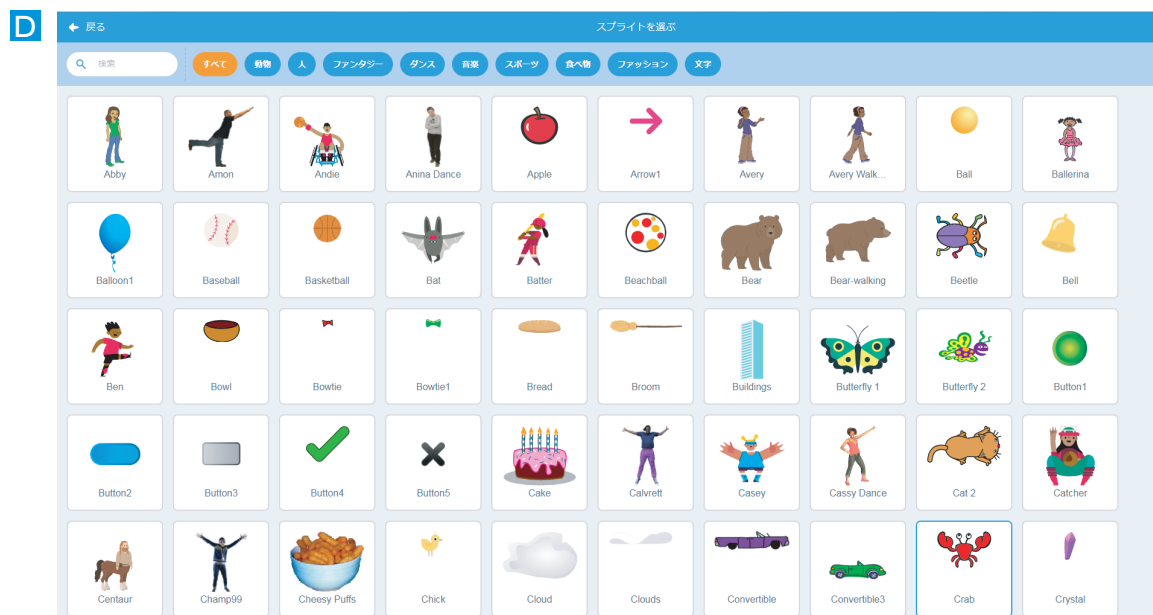 D
戻る
スプライトを選ぶ
検索
すべて 動物 人 ファンタジー ダンス 音楽 スポーツ 食べ物 ファッション 文字
Abby Amon Andie Anina Dance Apple Arrow1 Avery Avery Walk... Ball Ballerina
Balloon1 Baseball Basketball Bat Batter Beachball Bear Bear-walking Beetle Bell
Ben Bowl Bowtie Bowtie1 Bread Broom Buildings Butterfly 1 Butterfly 2 Button1
Button2 Button3 Button4 Button5 Cake Calvrett Casey Cassy Dance Cat 2 Catcher
Centaur Champ99 Cheesy Puffs Chick Cloud Clouds Convertible Convertible3 Crab Crystal